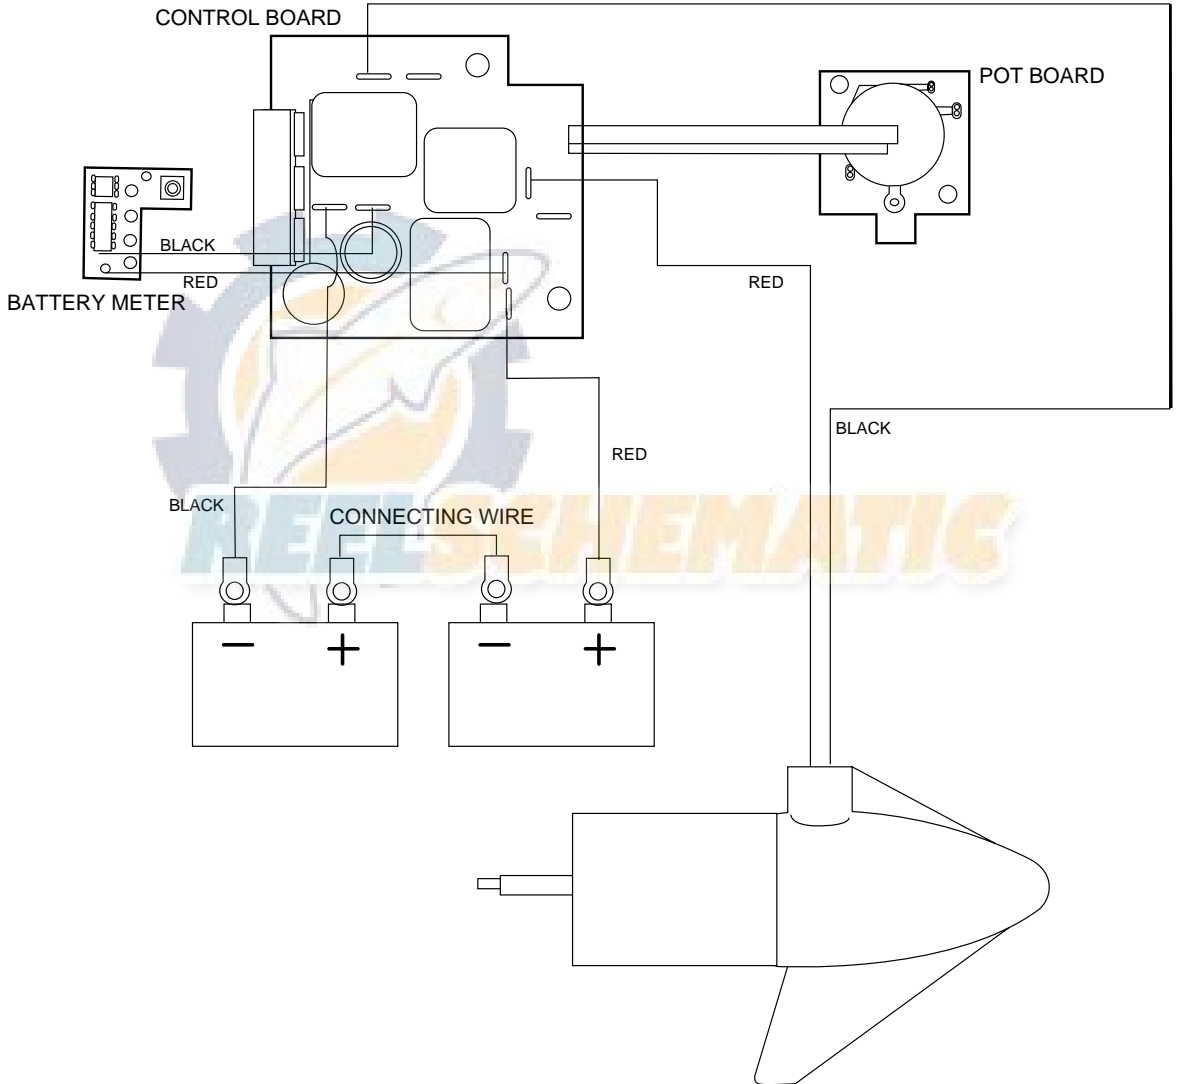 CONTROL BOARD
POT BOARD
BLACK
RED
BATTERY METER
RED
BLACK
RED
BLACK
CONNECTING WIRE
REELSCHEMATIC
− +
− +